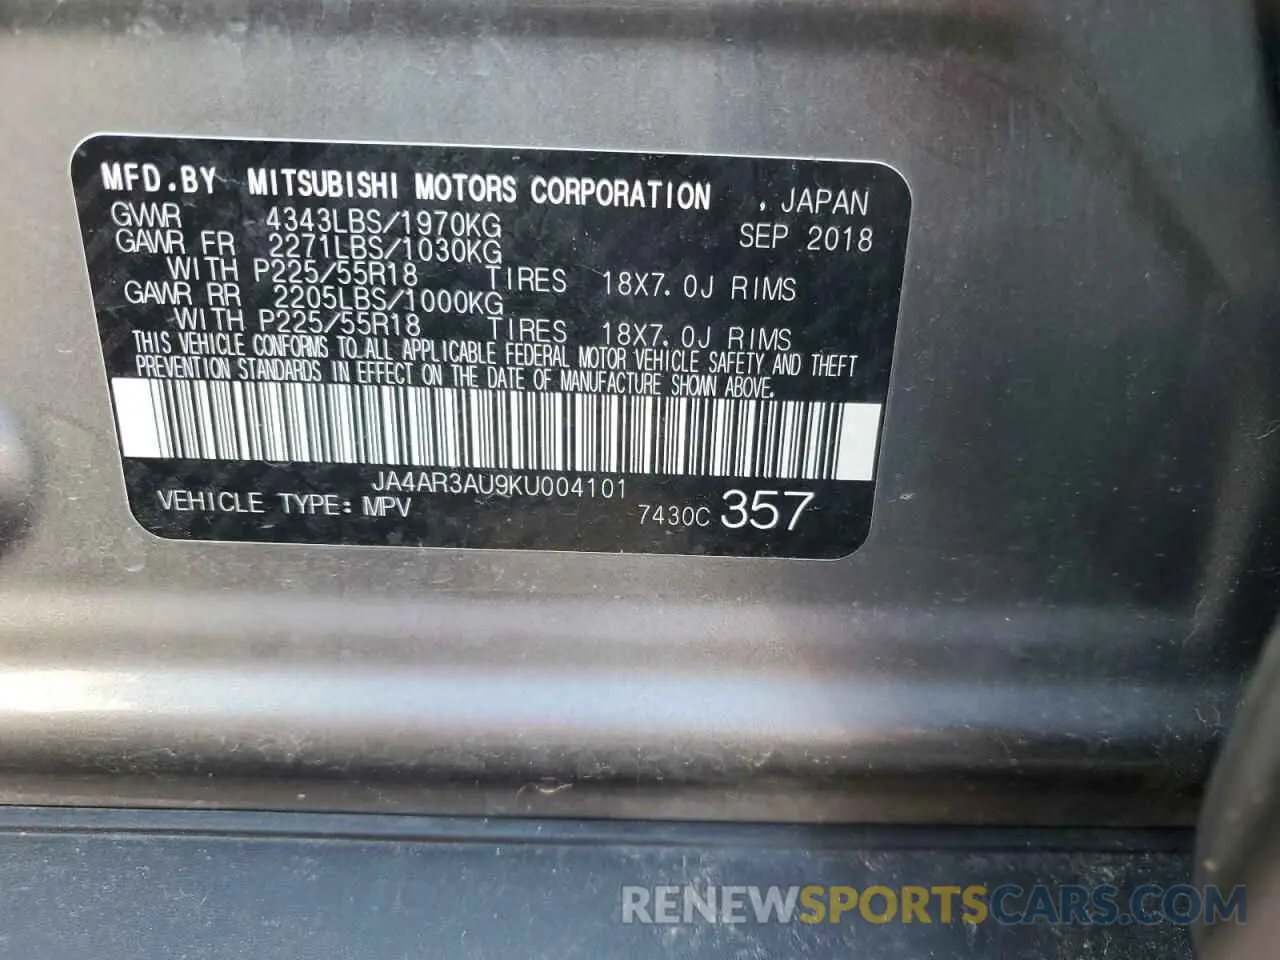 MFD.BY MITSUBISHI MOTORS CORPORATION , JAPAN
GVWR 4343LBS/1970KG SEP 2018
GAWR FR 2271LBS/1030KG
WITH P225/55R18 TIRES 18X7.0J RIMS
GAWR RR 2205LBS/1000KG
WITH P225/55R18 TIRES 18X7.0J RIMS
THIS VEHICLE CONFORMS TO ALL APPLICABLE FEDERAL MOTOR VEHICLE SAFETY AND THEFT
PREVENTION STANDARDS IN EFFECT ON THE DATE OF MANUFACTURE SHOWN ABOVE.
JA4AR3AU9KU004101
VEHICLE TYPE: MPV 7430C 357
RENEWSPORTSCARS.COM